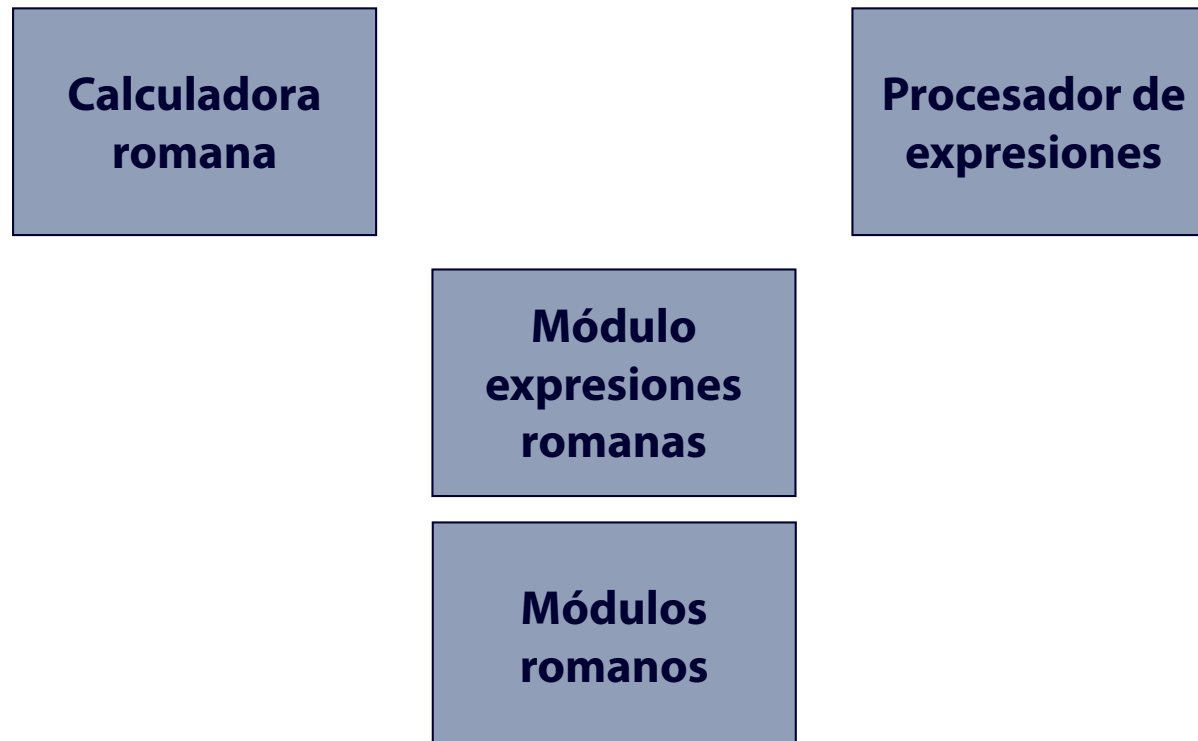 Calculadora
romana
Procesador de
expresiones
Módulo
expresiones
romanas
Módulos
romanos